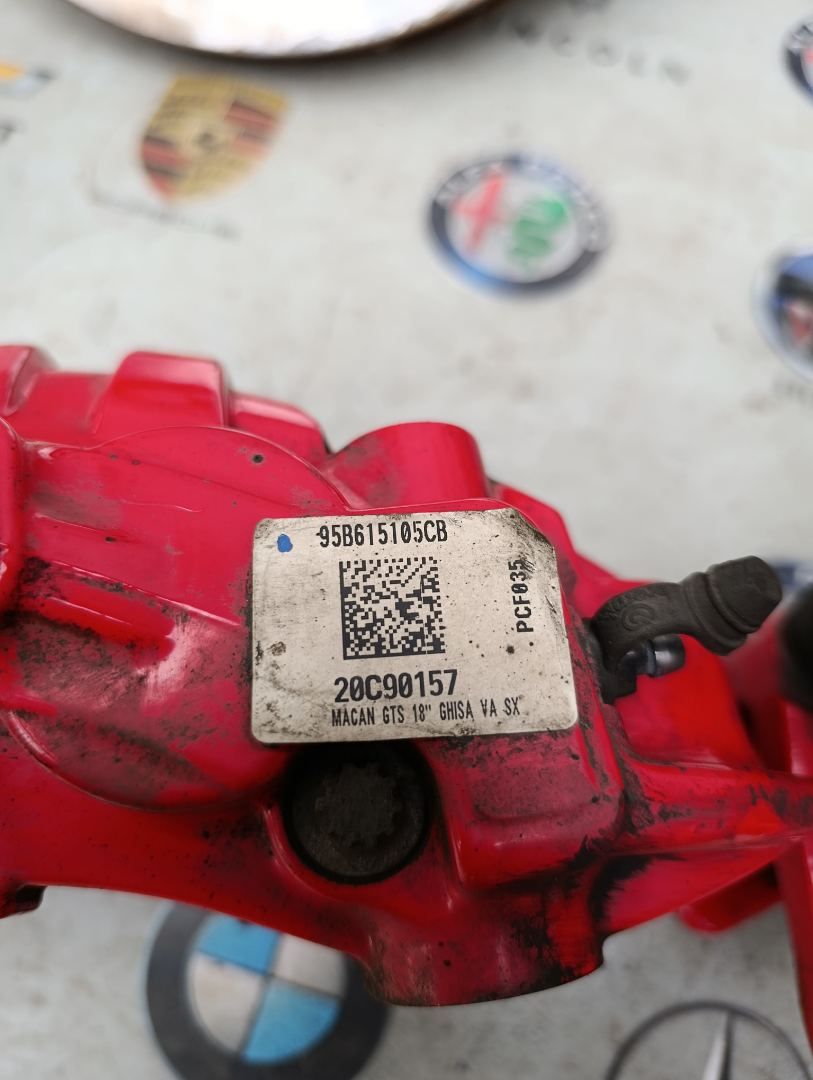 95B615105CB
PCF035
20C90157
MACAN GTS 18" GHISA VA SX